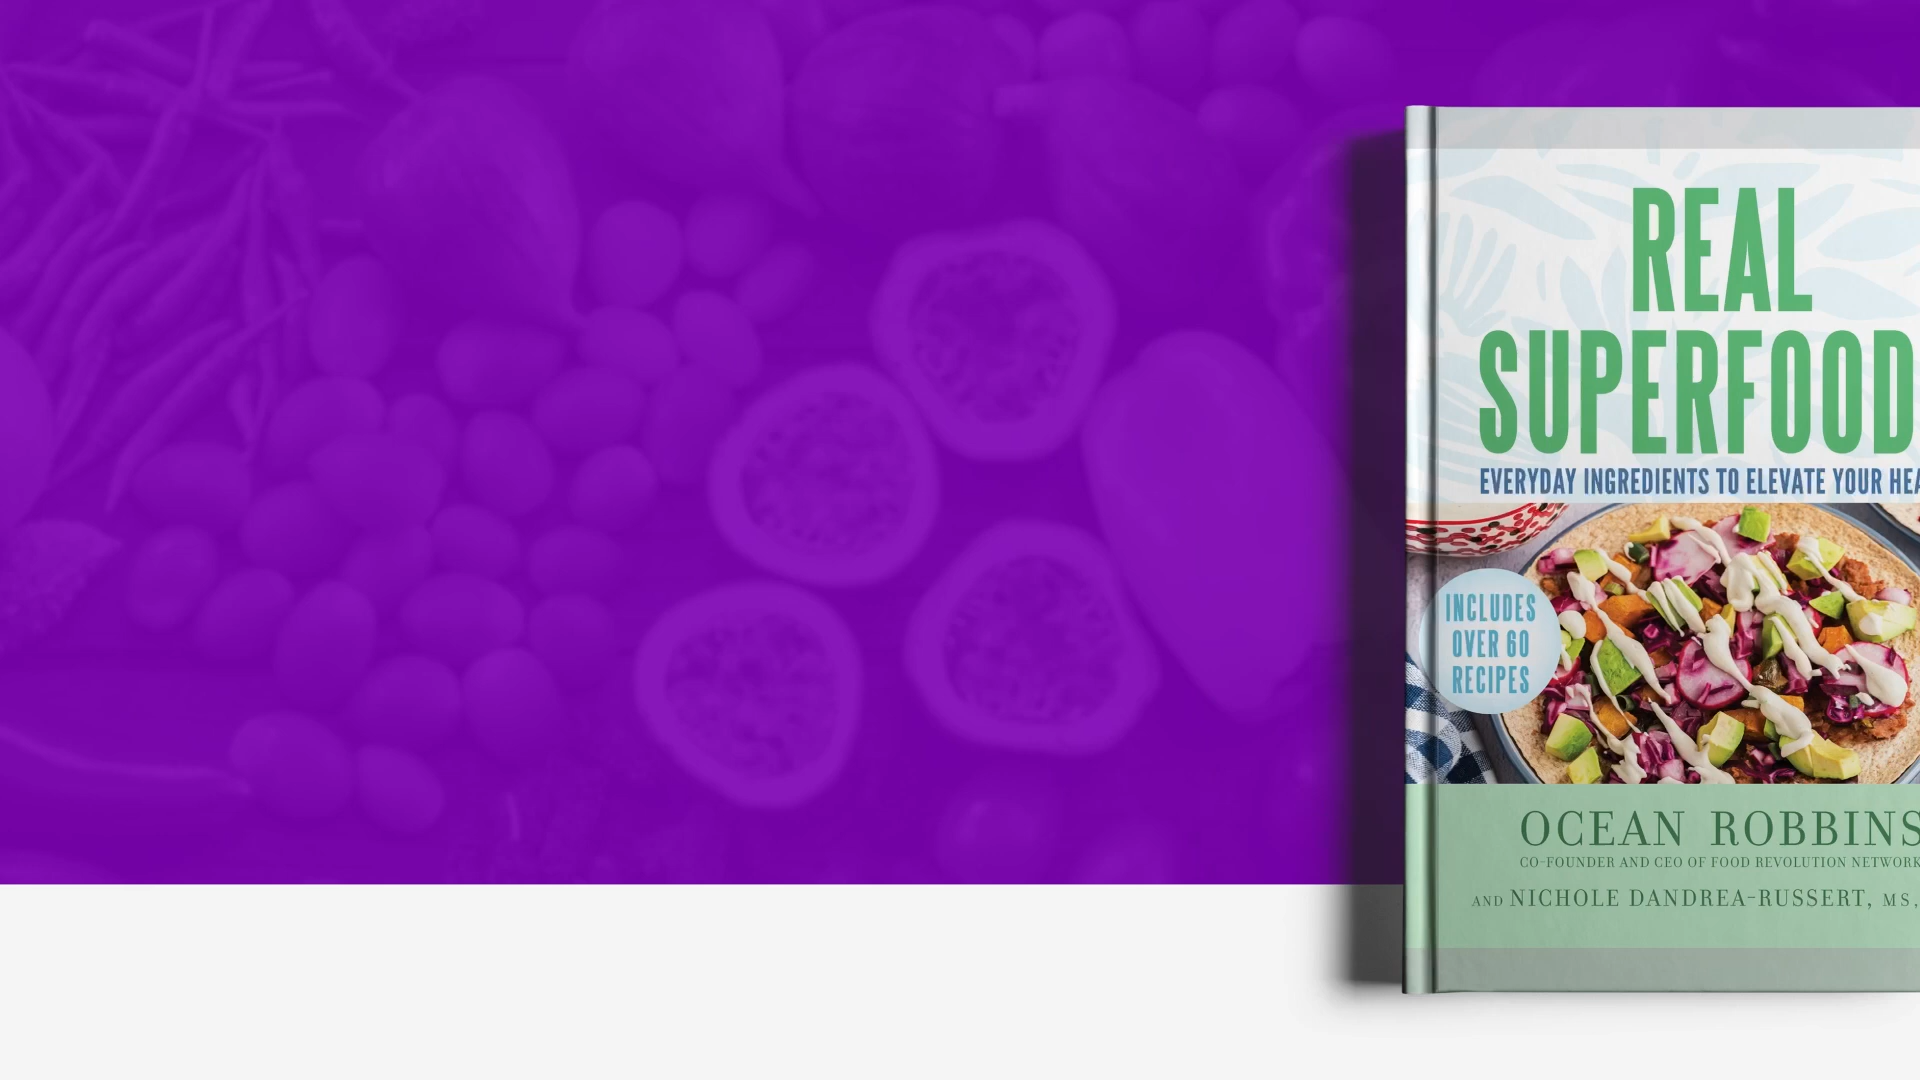 REAL
SUPERFOOD
EVERYDAY INGREDIENTS TO ELEVATE YOUR HEA
INCLUDES
OVER 60
RECIPES
OCEAN ROBBINS
CO-FOUNDER AND CEO OF FOOD REVOLUTION NETWORK
AND NICHOLE DANDREA-RUSSERT, MS,